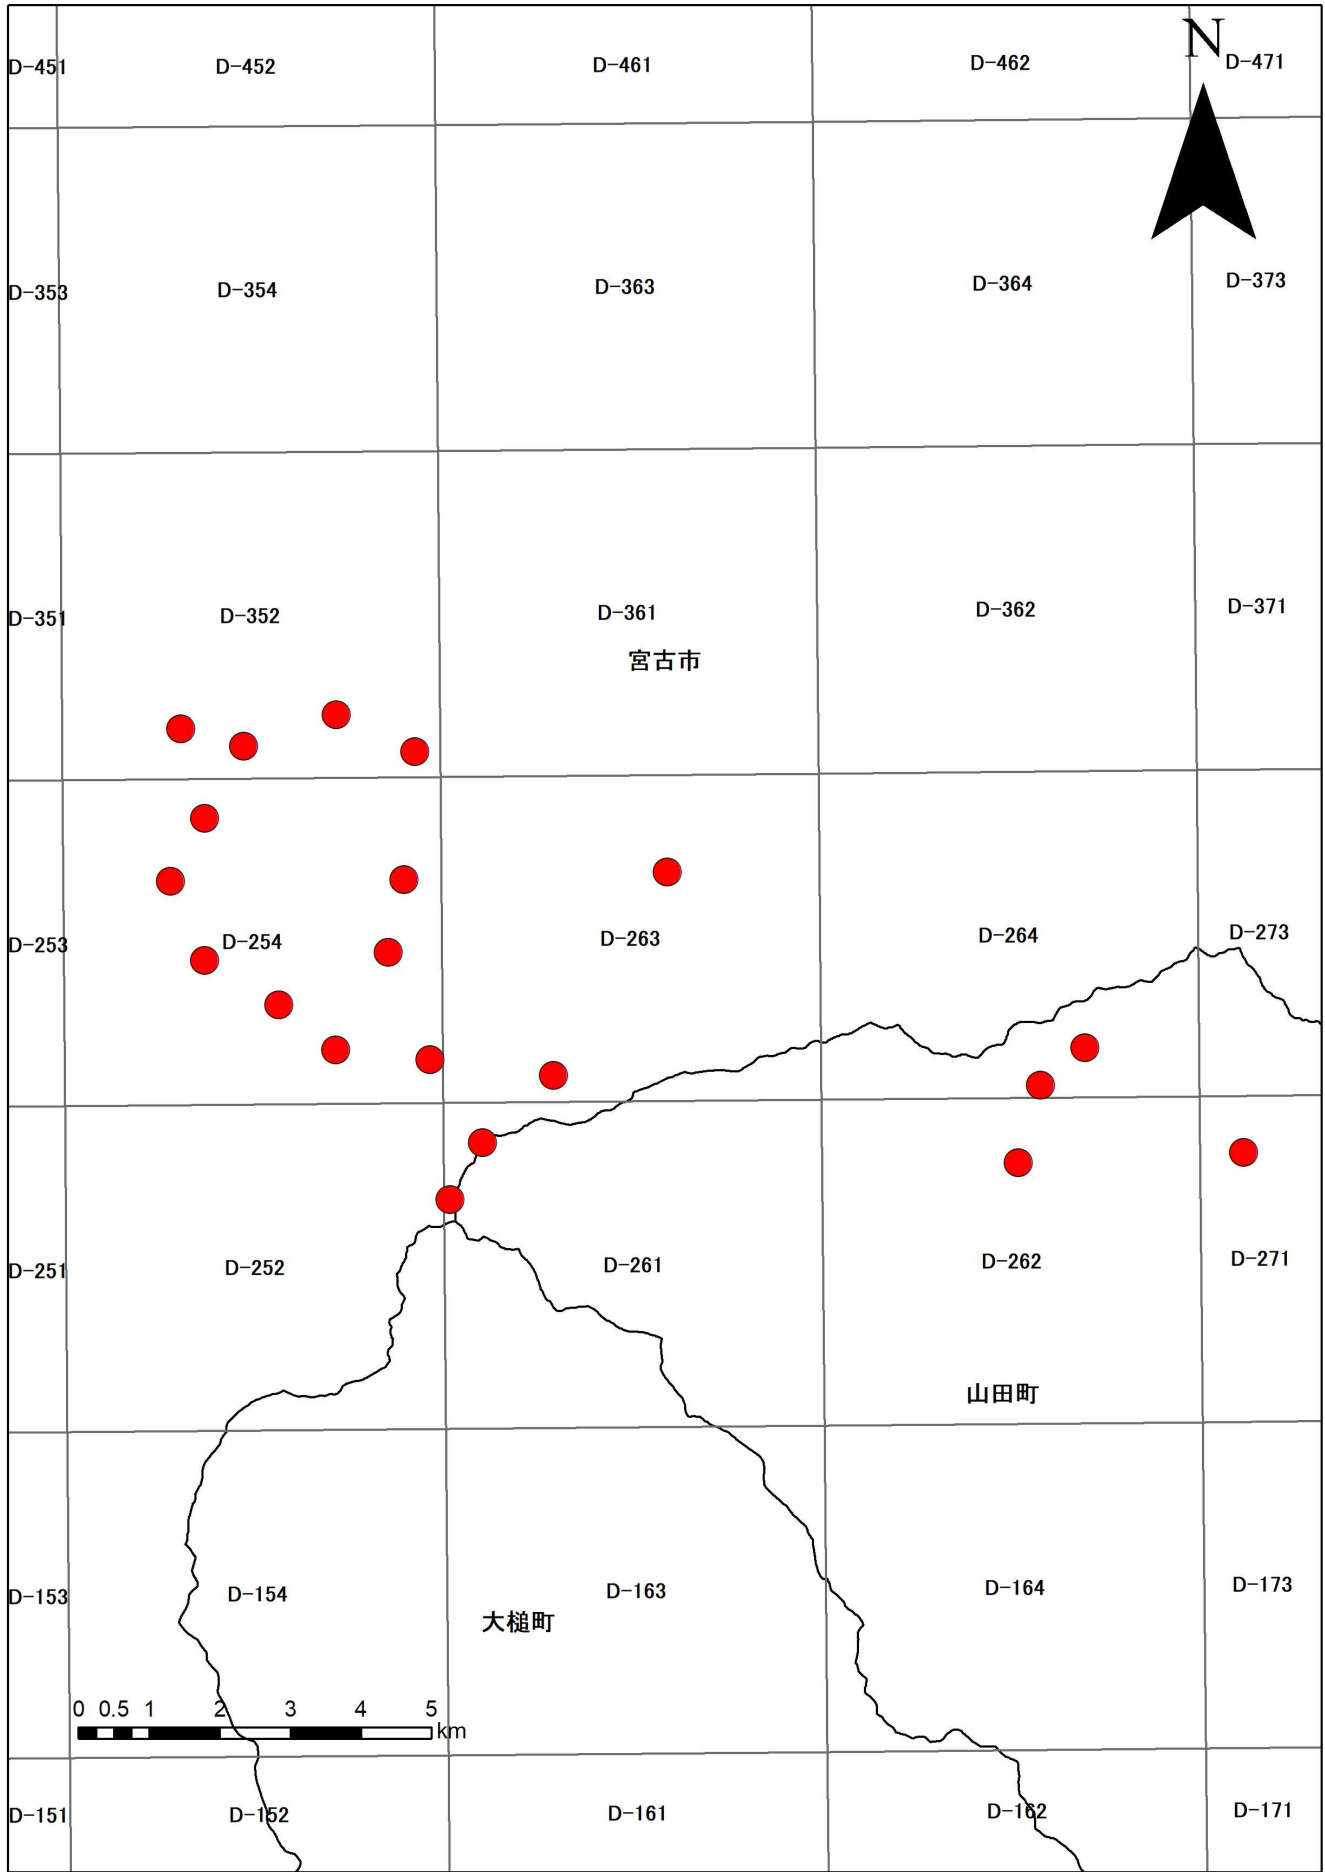 N
D-451 D-452 D-461 D-462 D-471
D-353 D-354 D-363 D-364 D-373
D-351 D-352 D-361 D-362 D-371
宮古市
D-253 D-254 D-263 D-264 D-273
D-251 D-252 D-261 D-262 D-271
山田町
D-153 D-154 D-163 D-164 D-173
大槌町
0 0.5 1 2 3 4 5
km
D-151 D-152 D-161 D-162 D-171